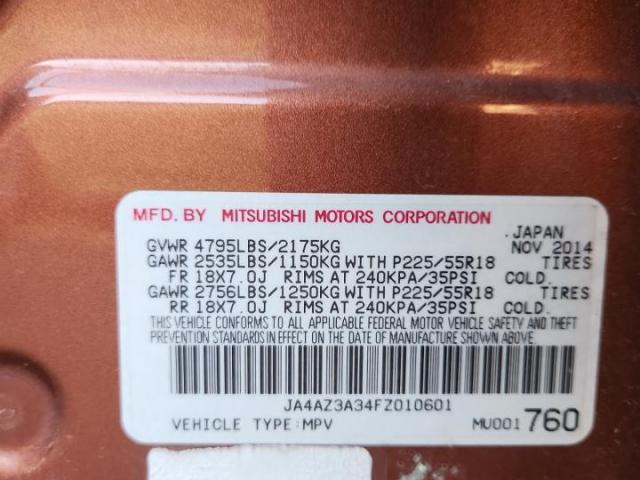 MFD. BY MITSUBISHI MOTORS CORPORATION
JAPAN
GVWR 4795LBS/2175KG NOV 2014
GAWR 2535LBS/1150KG WITH P225/55R18 TIRES
FR 18X7.0J RIMS AT 240KPA/35PSI COLD.
GAWR 2756LBS/1250KG WITH P225/55R18 TIRES
RR 18X7.0J RIMS AT 240KPA/35PSI COLD.
THIS VEHICLE CONFORMS TO ALL APPLICABLE FEDERAL MOTOR VEHICLE SAFETY AND THEFT
PREVENTION STANDARDS IN EFFECT ON THE DATE OF MANUFACTURE SHOWN ABOVE.
JA4AZ3A34FZ010601
VEHICLE TYPE:MPV MU001 760